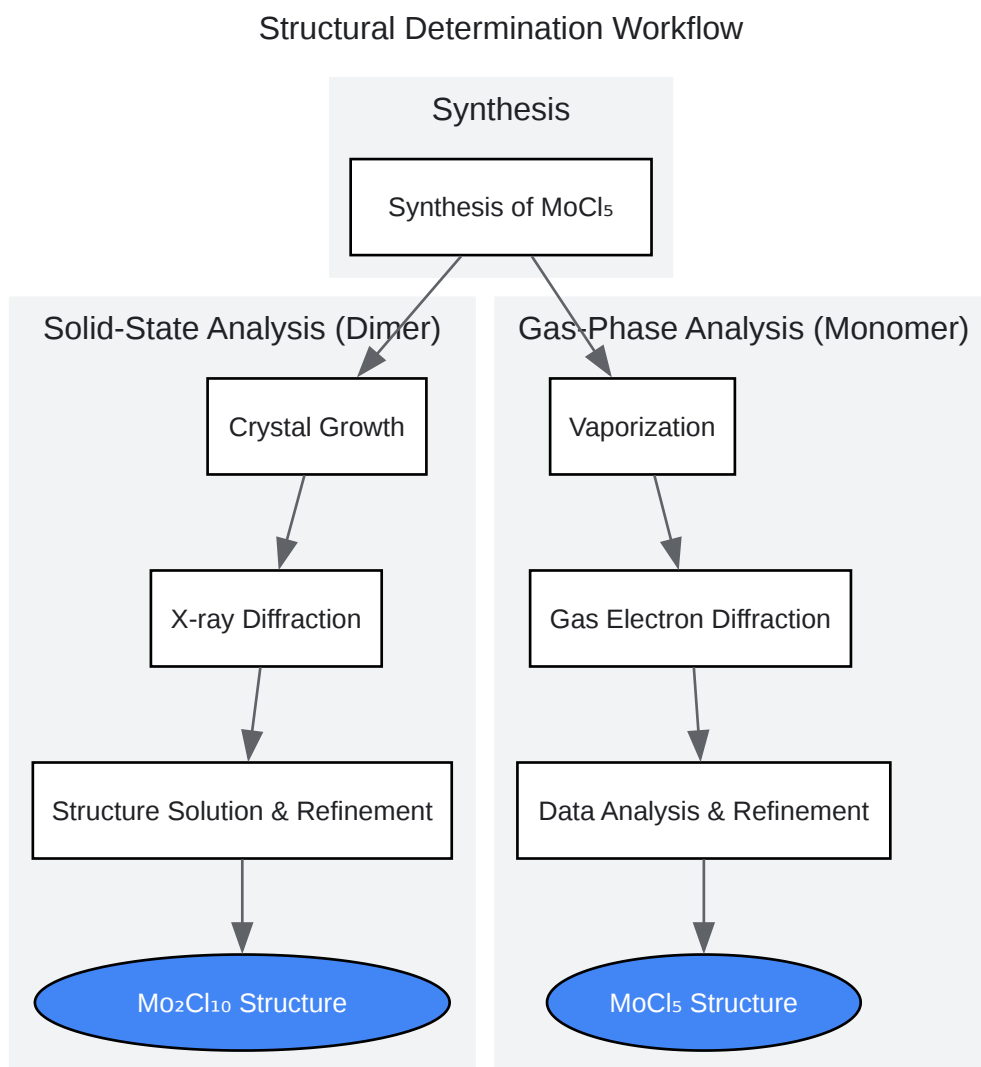 Structural Determination Workflow
Synthesis
Synthesis of MoCl₅
Solid-State Analysis (Dimer)
Gas-Phase Analysis (Monomer)
Crystal Growth
Vaporization
X-ray Diffraction
Gas Electron Diffraction
Structure Solution & Refinement
Data Analysis & Refinement
Mo₂Cl₁₀ Structure
MoCl₅ Structure